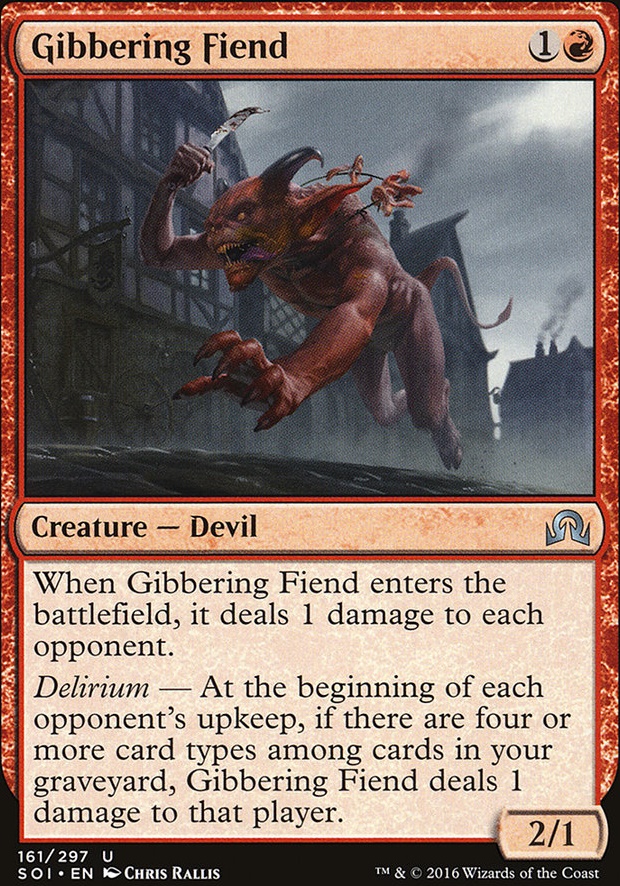 Gibbering Fiend 1
Creature — Devil
When Gibbering Fiend enters the
battlefield, it deals 1 damage to each
opponent.
Delirium — At the beginning of each
opponent's upkeep, if there are four or
more card types among cards in your
graveyard, Gibbering Fiend deals 1
damage to that player.
2/1
161/297 U
SOI • EN Chris Rallis
™ & © 2016 Wizards of the Coast